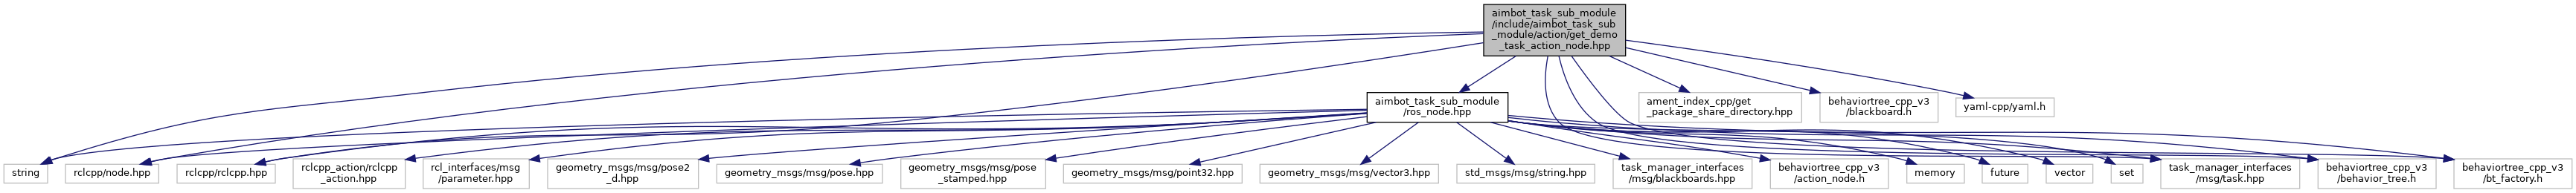 aimbot_task_sub_module
/include/aimbot_task_sub
_module/action/get_demo
_task_action_node.hpp
aimbot_task_sub_module
/ros_node.hpp
ament_index_cpp/get
_package_share_directory.hpp
behaviortree_cpp_v3
/blackboard.h
yaml-cpp/yaml.h
string
rclcpp/node.hpp
rclcpp/rclcpp.hpp
rclcpp_action/rclcpp
_action.hpp
rcl_interfaces/msg
/parameter.hpp
geometry_msgs/msg/pose2
_d.hpp
geometry_msgs/msg/pose.hpp
geometry_msgs/msg/pose
_stamped.hpp
geometry_msgs/msg/point32.hpp
geometry_msgs/msg/vector3.hpp
std_msgs/msg/string.hpp
task_manager_interfaces
/msg/blackboards.hpp
behaviortree_cpp_v3
/action_node.h
memory
future
vector
set
task_manager_interfaces
/msg/task.hpp
behaviortree_cpp_v3
/behavior_tree.h
behaviortree_cpp_v3
/bt_factory.h